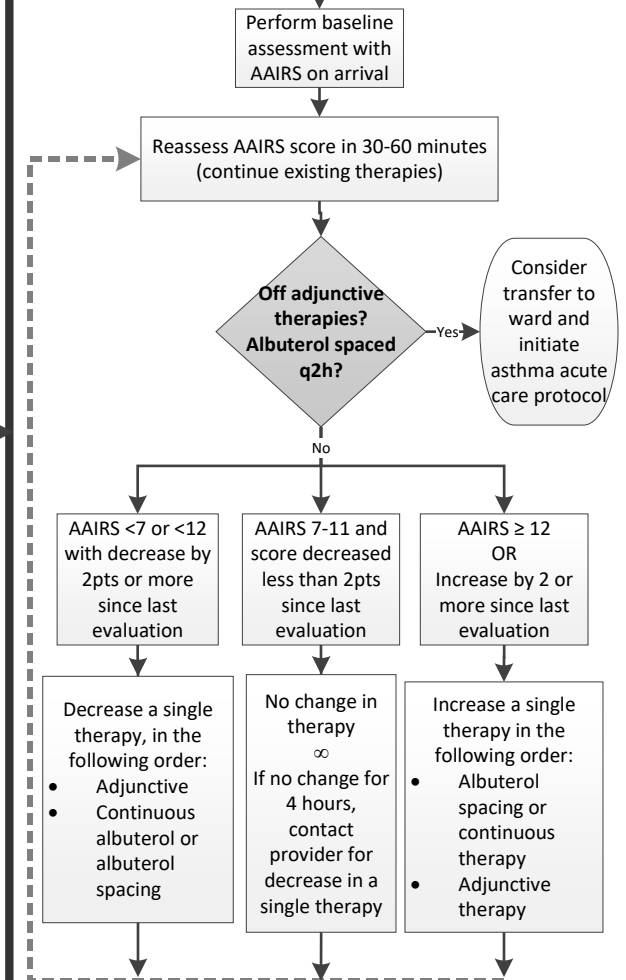 Perform baseline
assessment with
AAIRS on arrival
Reassess AAIRS score in 30-60 minutes
(continue existing therapies)
Off adjunctive
therapies?
Albuterol spaced
q2h?
Yes
Consider
transfer to
ward and
initiate
asthma acute
care protocol
No
AAIRS <7 or <12
with decrease by
2pts or more
since last
evaluation
AAIRS 7-11 and
score decreased
less than 2pts
since last
evaluation
AAIRS ≥ 12
OR
Increase by 2 or
more since last
evaluation
Decrease a single
therapy, in the
following order:
• Adjunctive
• Continuous
albuterol or
albuterol
spacing
No change in
therapy
∞
If no change for
4 hours,
contact
provider for
decrease in a
single therapy
Increase a single
therapy in the
following order:
• Albuterol
spacing or
continuous
therapy
• Adjunctive
therapy